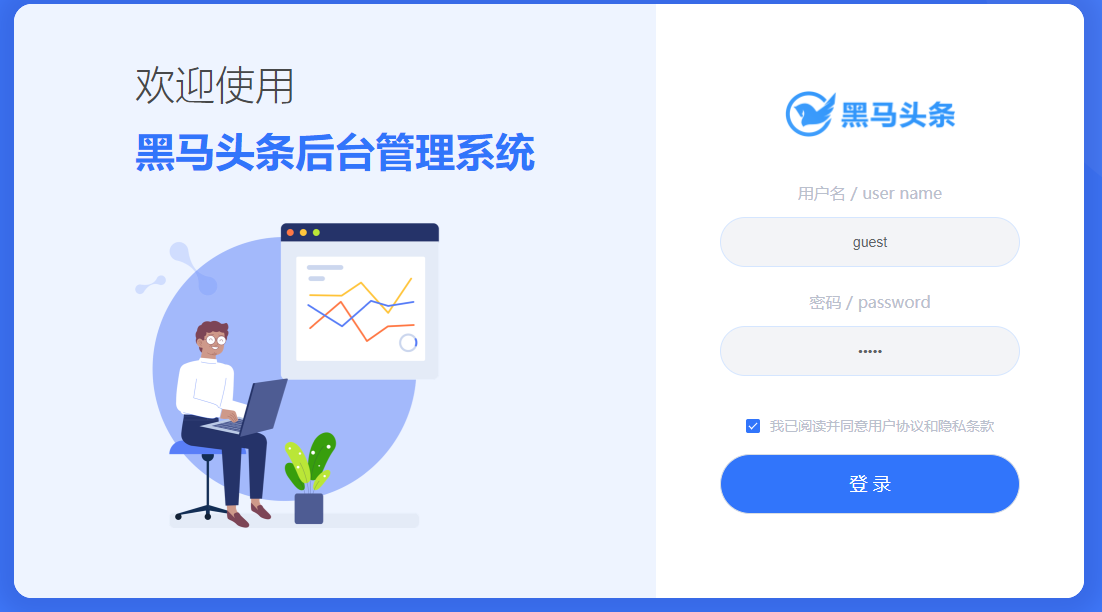 欢迎使用
黑马头条后台管理系统
黑马头条
用户名 / user name
guest
密码 / password
•••••
我已阅读并同意用户协议和隐私条款
登 录